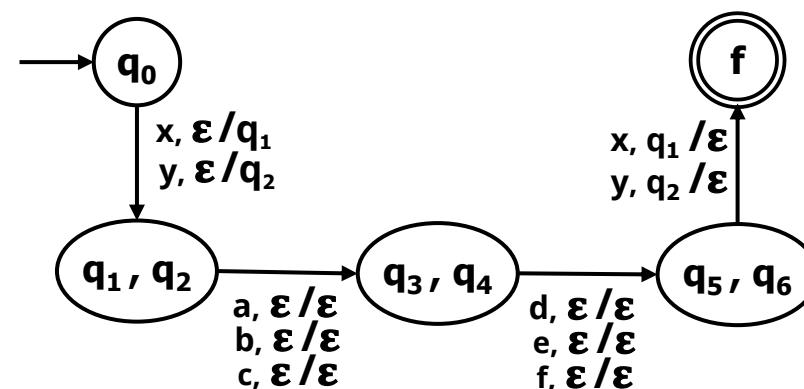 q₀
f
x, ε/q₁
y, ε/q₂
x, q₁/ε
y, q₂/ε
q₁, q₂
q₃, q₄
q₅, q₆
a, ε/ε
b, ε/ε
c, ε/ε
d, ε/ε
e, ε/ε
f, ε/ε